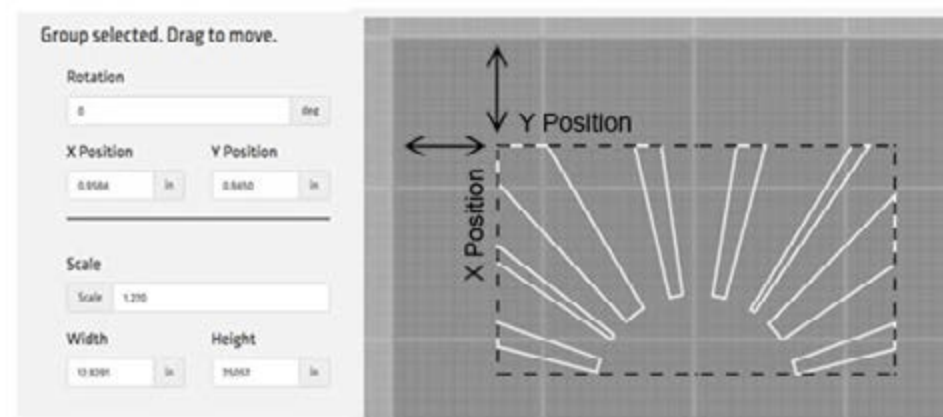 Group selected. Drag to move.
Rotation
0 deg
X Position Y Position
in in
Scale
Scale
Width Height
in in
Y Position
X Position